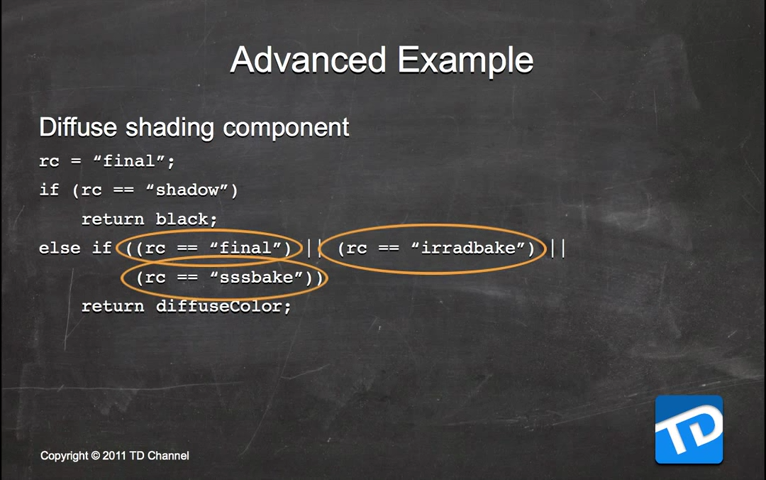 Advanced Example
Diffuse shading component
rc = “final”;
if (rc == “shadow”)
return black;
else if ((rc == “final”) || (rc == “irradbake”) ||
(rc == “sssbake”))
return diffuseColor;
TD
Copyright © 2011 TD Channel